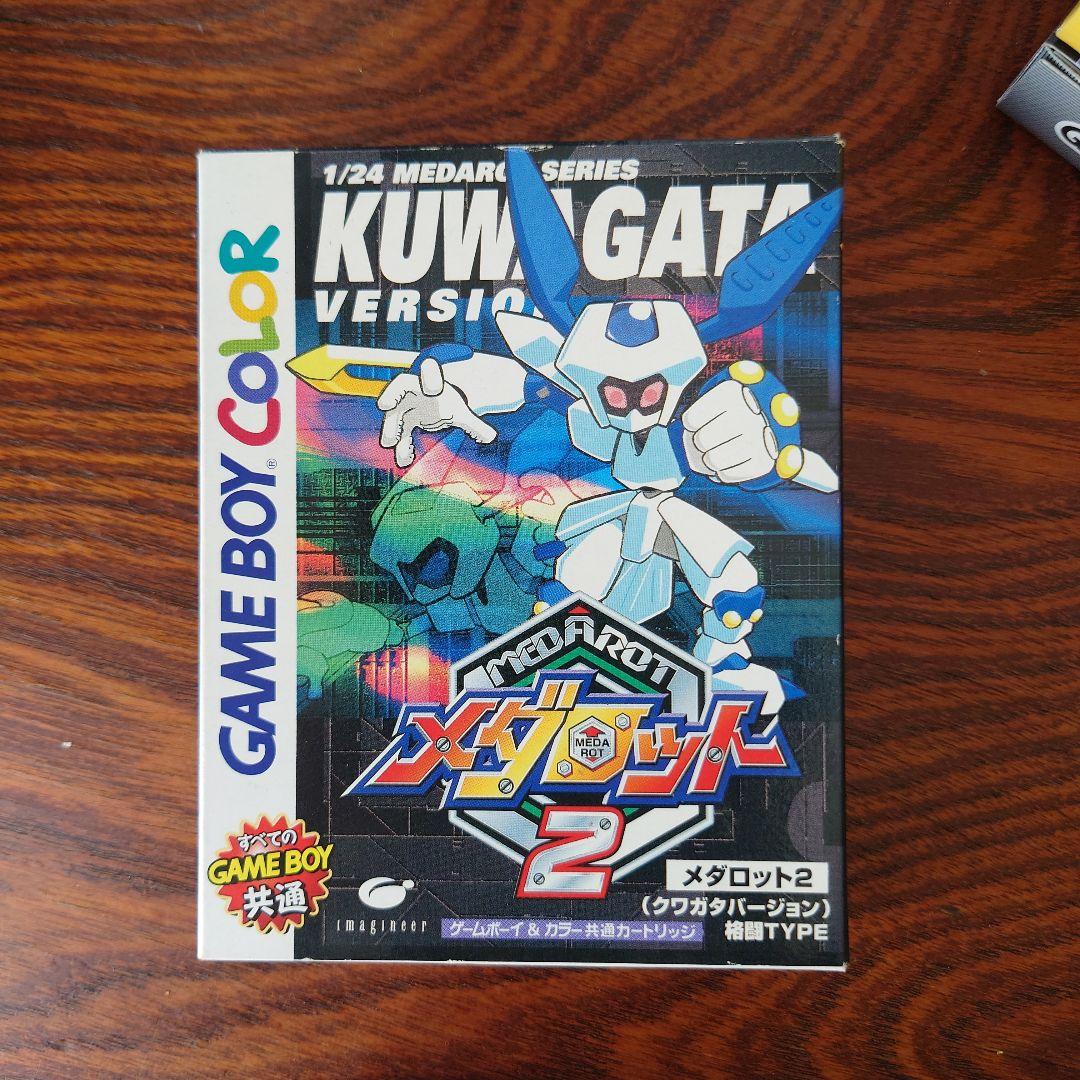 1/24 MEDAROT SERIES
KUWAGATA
VERSION
GAME BOY COLOR
®
MEDAROT
メダロット
MEDA
ROT
2
すべての
GAME BOY
共通
imagineer
ゲームボーイ & カラー共通カートリッジ
メダロット2
(クワガタバージョン)
格闘TYPE